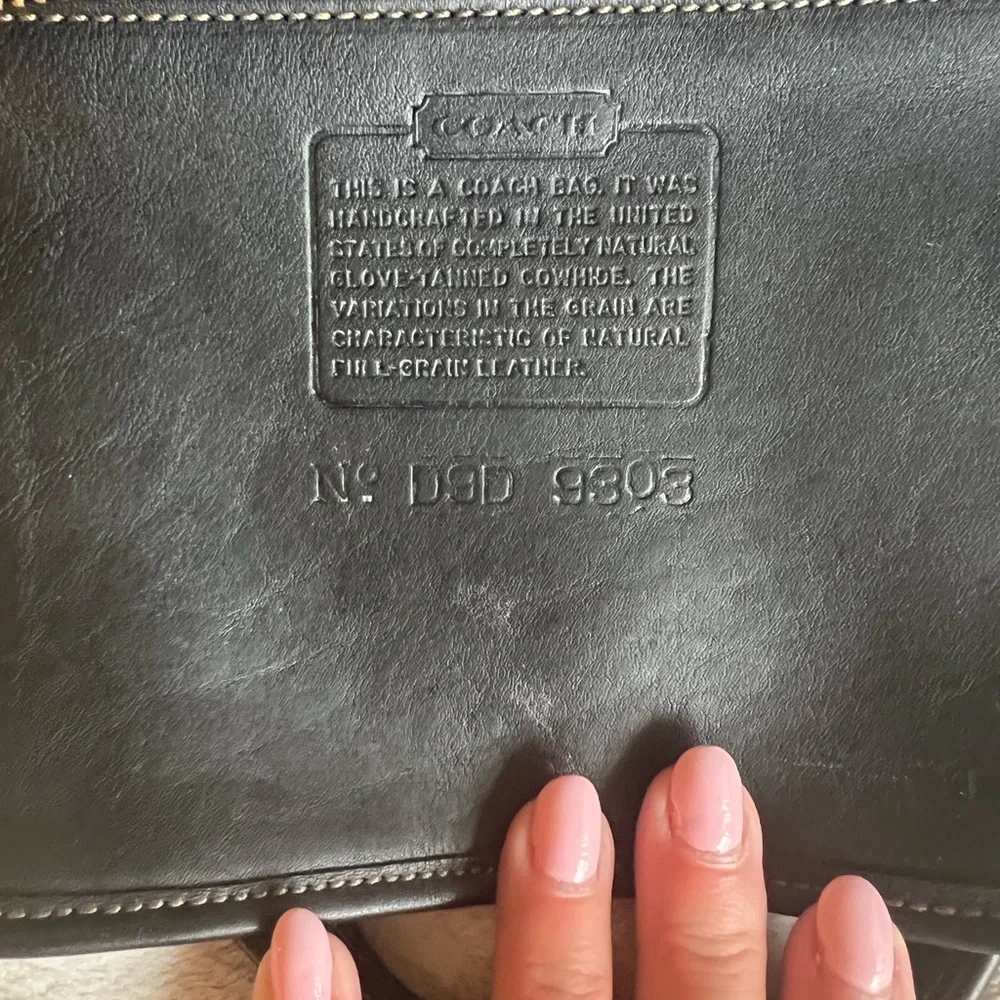 COACH
THIS IS A COACH BAG. IT WAS
HANDCRAFTED IN THE UNITED
STATES OF COMPLETELY NATURAL
GLOVE-TANNED COWHIDE. THE
VARIATIONS IN THE GRAIN ARE
CHARACTERISTIC OF NATURAL
FULL-GRAIN LEATHER.
Nº D9D 9303